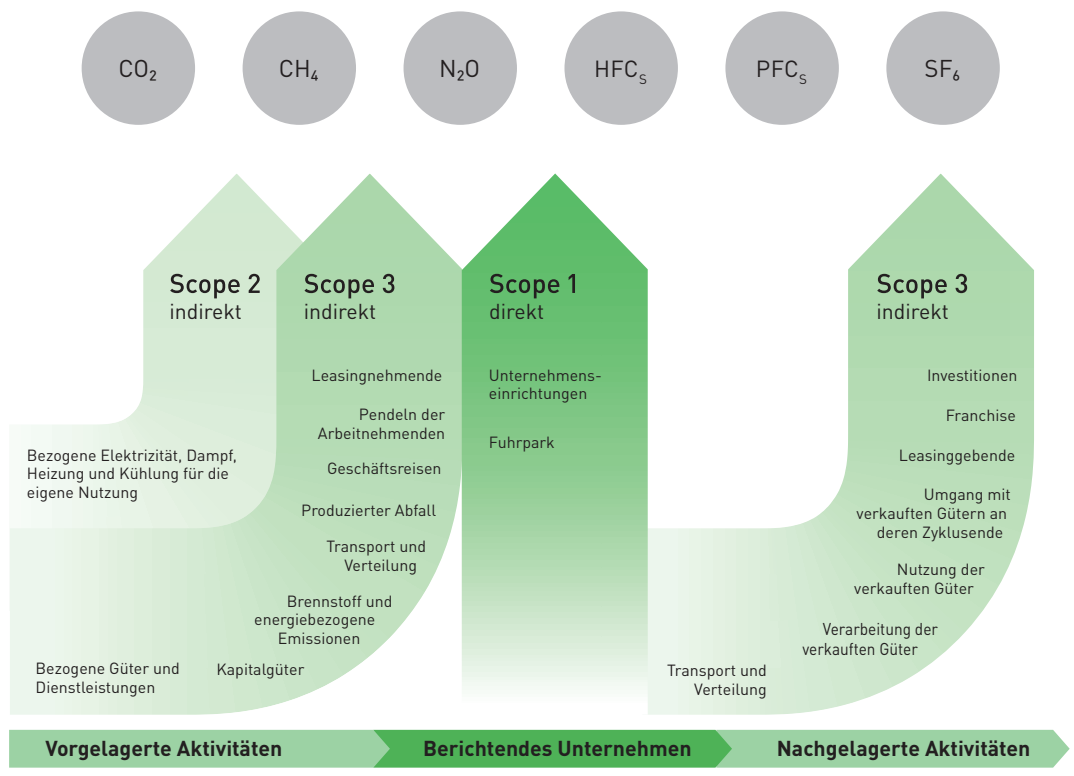 CO₂
CH₄
N₂O
HFCₛ
PFCₛ
SF₆
Scope 2
indirekt
Bezogene Elektrizität, Dampf,
Heizung und Kühlung für die
eigene Nutzung
Scope 3
indirekt
Leasingnehmende
Pendeln der
Arbeitnehmenden
Geschäftsreisen
Produzierter Abfall
Transport und
Verteilung
Brennstoff und
energiebezogene
Emissionen
Kapitalgüter
Bezogene Güter und
Dienstleistungen
Scope 1
direkt
Unternehmens-
einrichtungen
Fuhrpark
Scope 3
indirekt
Investitionen
Franchise
Leasinggebende
Umgang mit
verkauften Gütern an
deren Zyklusende
Nutzung der
verkauften Güter
Verarbeitung der
verkauften Güter
Transport und
Verteilung
Vorgelagerte Aktivitäten
Berichtendes Unternehmen
Nachgelagerte Aktivitäten